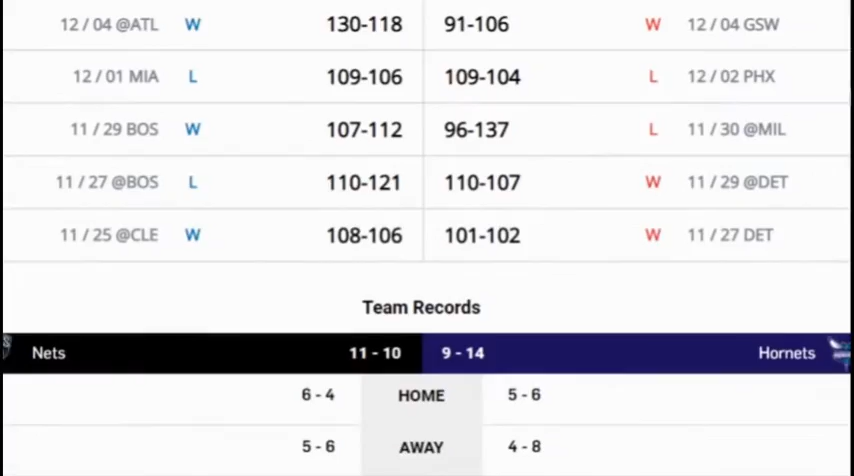 12 / 04 @ATL W 130-118 91-106 W 12 / 04 GSW
12 / 01 MIA L 109-106 109-104 L 12 / 02 PHX
11 / 29 BOS W 107-112 96-137 L 11 / 30 @MIL
11 / 27 @BOS L 110-121 110-107 W 11 / 29 @DET
11 / 25 @CLE W 108-106 101-102 W 11 / 27 DET
Team Records
Nets 11 - 10 9 - 14 Hornets
6 - 4 HOME 5 - 6
5 - 6 AWAY 4 - 8